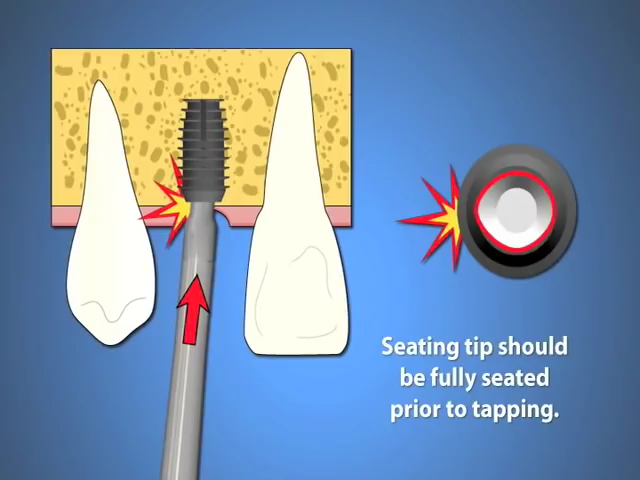 Seating tip should
be fully seated
prior to tapping.